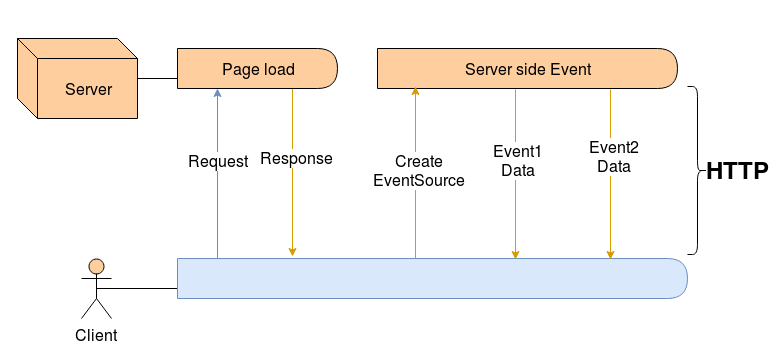 Page load
Server side Event
Server
Request
Response
Create
EventSource
Event1
Data
Event2
Data
HTTP
Client